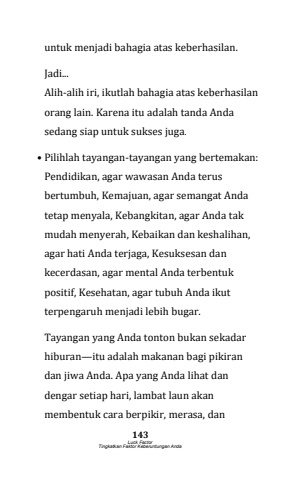 untuk menjadi bahagia atas keberhasilan.
Jadi...
Alih-alih iri, ikutlah bahagia atas keberhasilan
orang lain. Karena itu adalah tanda Anda
sedang siap untuk sukses juga.
• Pilihlah tayangan-tayangan yang bertemakan:
Pendidikan, agar wawasan Anda terus
bertumbuh, Kemajuan, agar semangat Anda
tetap menyala, Kebangkitan, agar Anda tak
mudah menyerah, Kebaikan dan keshalihan,
agar hati Anda terjaga, Kesuksesan dan
kecerdasan, agar mental Anda terbentuk
positif, Kesehatan, agar tubuh Anda ikut
terpengaruh menjadi lebih bugar.
Tayangan yang Anda tonton bukan sekadar
hiburan—itu adalah makanan bagi pikiran
dan jiwa Anda. Apa yang Anda lihat dan
dengar setiap hari, lambat laun akan
membentuk cara berpikir, merasa, dan
143
Luck Factor
Tingkatkan Faktor Keberuntungan Anda